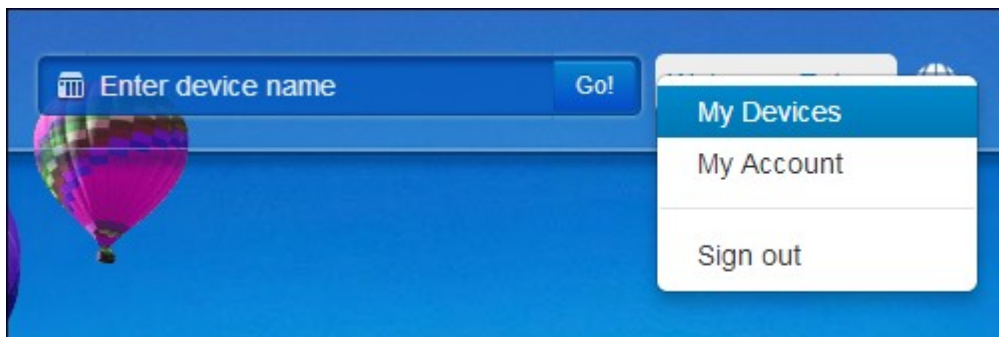 Enter device name
Go!
My Devices
My Account
Sign out